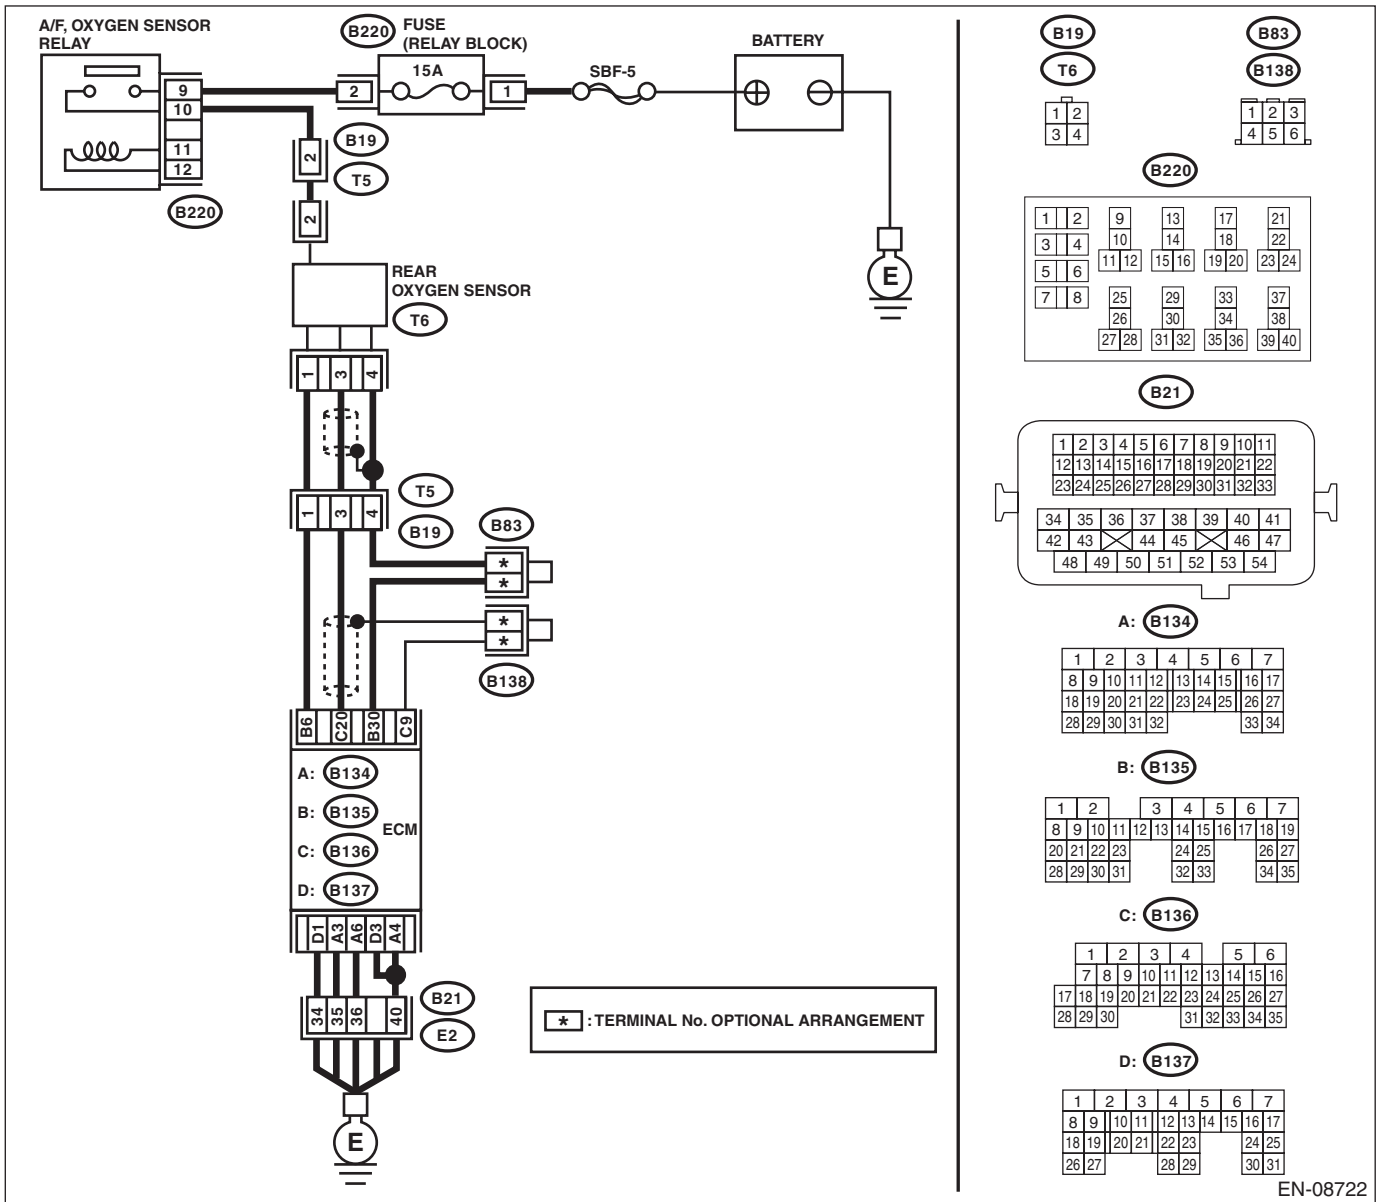 A/F, OXYGEN SENSOR
RELAY
9
10
11
12
B220
B220
FUSE
(RELAY BLOCK)
15A
2
1
SBF-5
BATTERY
E
2
B19
T5
2
REAR
OXYGEN SENSOR
T6
1 3 4
1 3 4
T5
B19
B83
*
*
*
*
B138
B6 C20 B30 C9
A: B134
B: B135
C: B136
D: B137
ECM
D1 A3 A6 D3 A4
34 35 36 40
B21
E2
E
* : TERMINAL No. OPTIONAL ARRANGEMENT
B19
T6
1 2
3 4
B83
B138
1 2 3
4 5 6
B220
1 2 9 13 17 21
3 4 10 14 18 22
11 12 15 16 19 20 23 24
5 6
7 8 25 29 33 37
26 30 34 38
27 28 31 32 35 36 39 40
B21
1 2 3 4 5 6 7 8 9 10 11
12 13 14 15 16 17 18 19 20 21 22
23 24 25 26 27 28 29 30 31 32 33
34 35 36 37 38 39 40 41
42 43 44 45 46 47
48 49 50 51 52 53 54
A: B134
1 2 3 4 5 6 7
8 9 10 11 12 13 14 15 16 17
18 19 20 21 22 23 24 25 26 27
28 29 30 31 32 33 34
B: B135
1 2 3 4 5 6 7
8 9 10 11 12 13 14 15 16 17 18 19
20 21 22 23 24 25 26 27
28 29 30 31 32 33 34 35
C: B136
1 2 3 4 5 6
7 8 9 10 11 12 13 14 15 16
17 18 19 20 21 22 23 24 25 26 27
28 29 30 31 32 33 34 35
D: B137
1 2 3 4 5 6 7
8 9 10 11 12 13 14 15 16 17
18 19 20 21 22 23 24 25
26 27 28 29 30 31
EN-08722